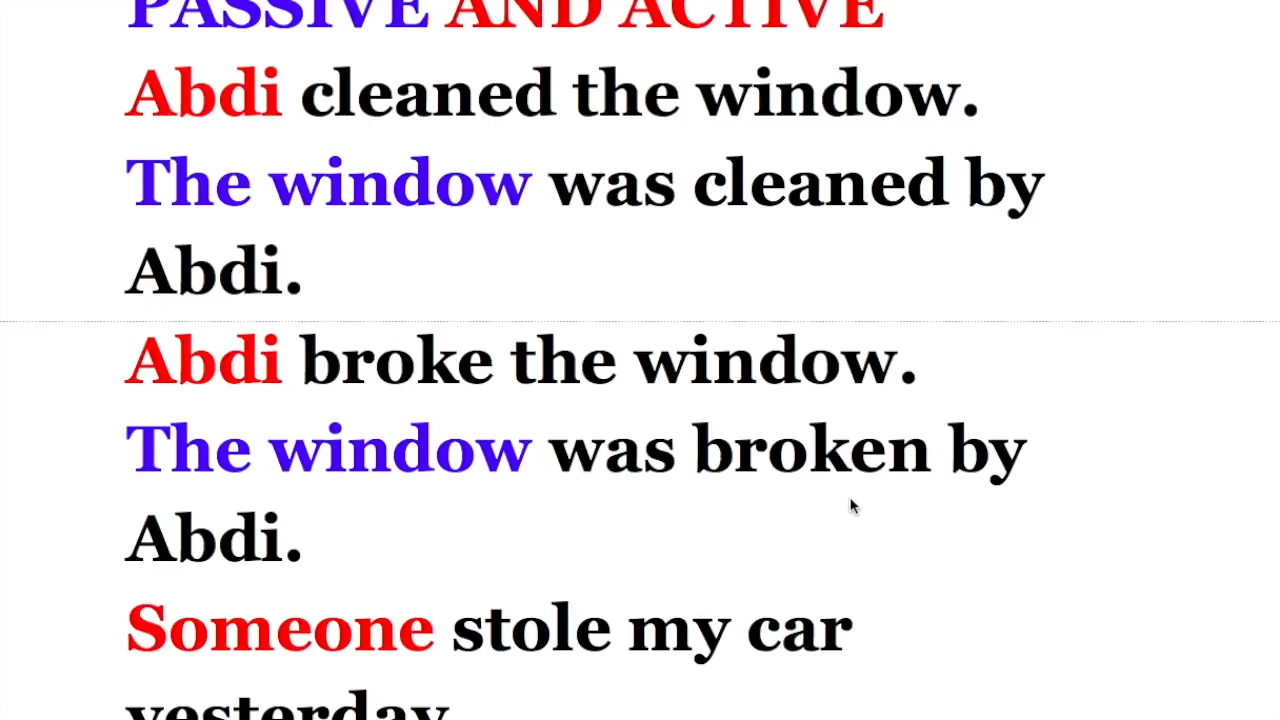 PASSIVE AND ACTIVE
Abdi cleaned the window.
The window was cleaned by
Abdi.
Abdi broke the window.
The window was broken by
Abdi.
Someone stole my car
yesterday